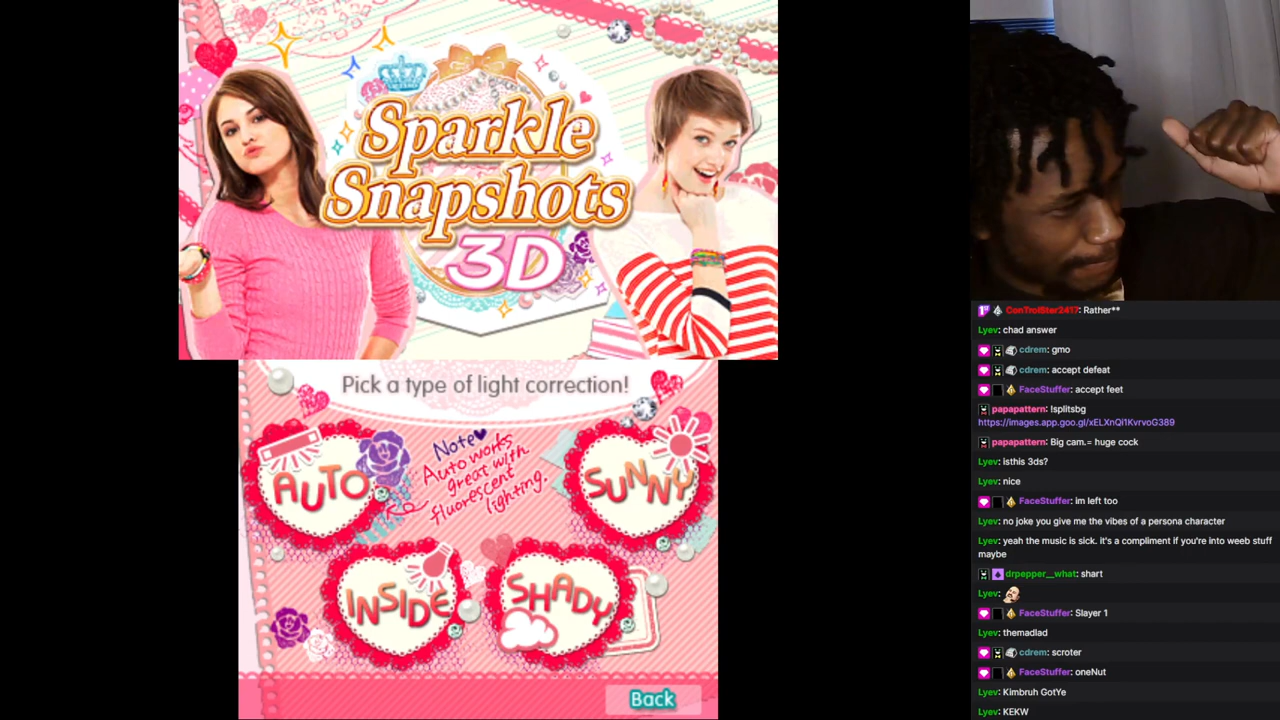 Sparkle
Snapshots
3D
Pick a type of light correction!
AUTO
Note
Auto works
great with
fluorescent
lighting.
SUNNY
INSIDE
SHADY
Back
ConTrolSter2417: Rather**
Lyev: chad answer
cdrem: gmo
cdrem: accept defeat
FaceStuffer: accept feet
papapattern: !splitsbg
https://images.app.goo.gl/xELXnQi1KvrvoG389
papapattern: Big cam.= huge cock
Lyev: isthis 3ds?
Lyev: nice
FaceStuffer: im left too
Lyev: no joke you give me the vibes of a persona character
Lyev: yeah the music is sick. it's a compliment if you're into weeb stuff
maybe
drpepper__what: shart
Lyev:
FaceStuffer: Slayer 1
Lyev: themadlad
cdrem: scroter
FaceStuffer: oneNut
Lyev: Kimbruh GotYe
Lyev: KEKW